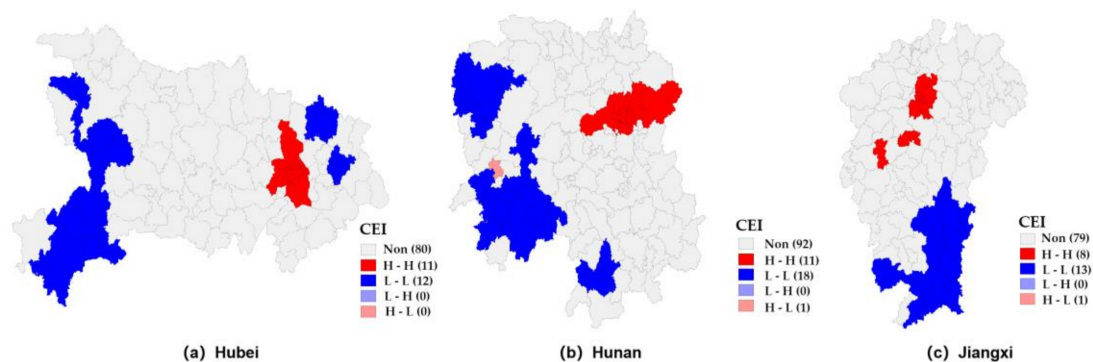 CEI
Non (80)
H - H (11)
L - L (12)
L - H (0)
H - L (0)
(a) Hubei
CEI
Non (92)
H - H (11)
L - L (18)
L - H (0)
H - L (1)
(b) Hunan
CEI
Non (79)
H - H (8)
L - L (13)
L - H (0)
H - L (1)
(c) Jiangxi